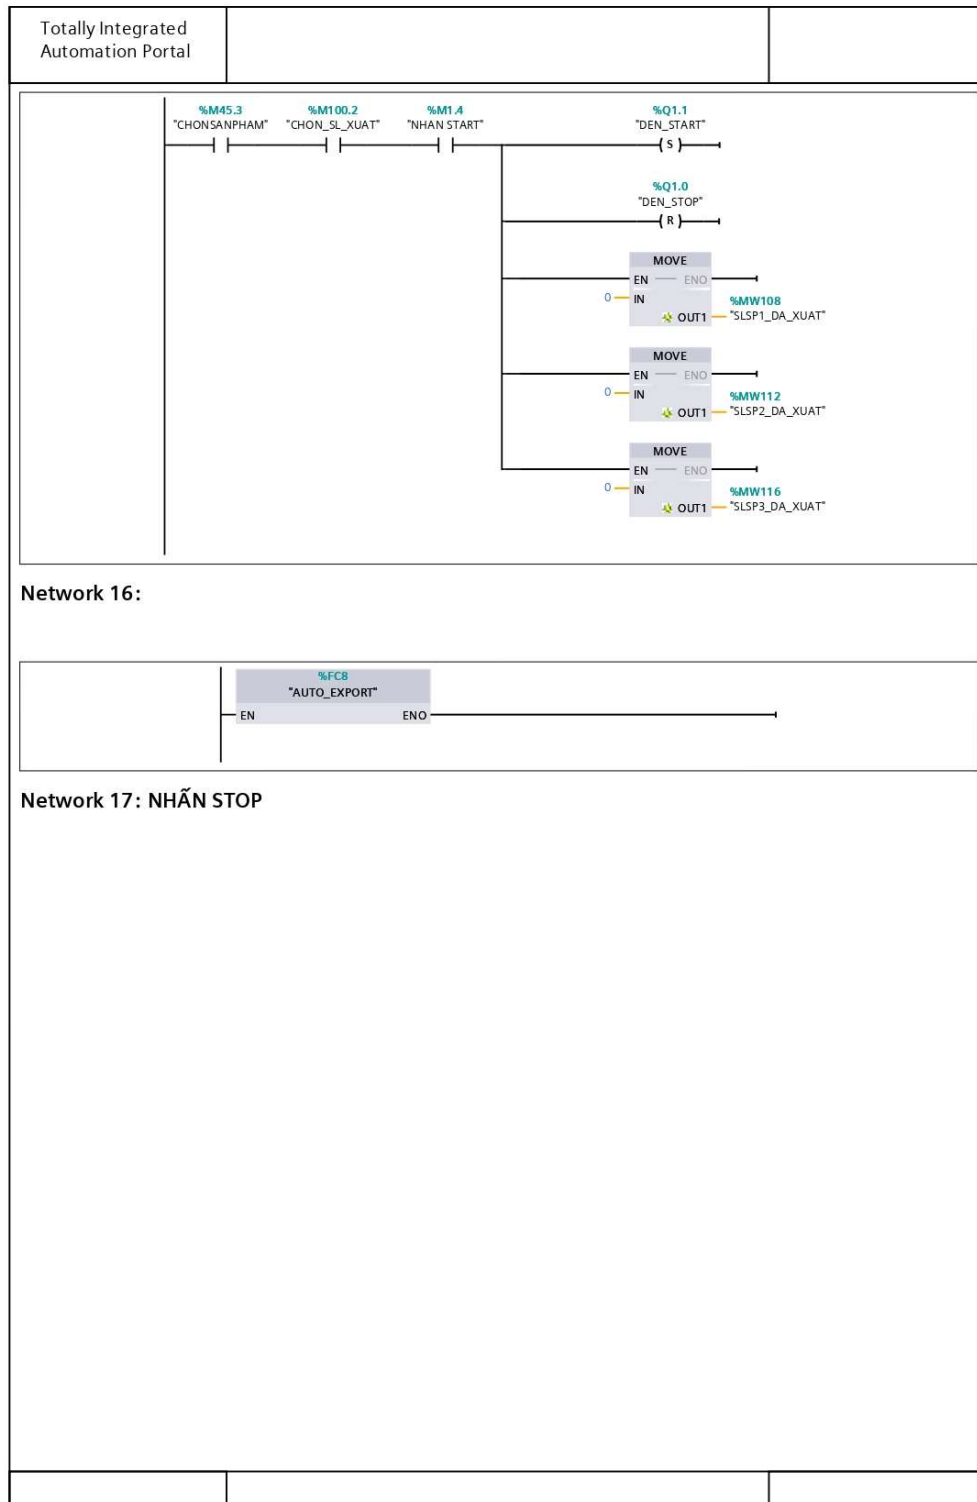 Totally Integrated
Automation Portal
%M45.3 %M100.2 %M1.4 %Q1.1
"CHONSANPHAM" "CHON_SL_XUAT" "NHAN START" "DEN_START"
S
%Q1.0
"DEN_STOP"
R
MOVE
EN ENO
0 IN %MW108
OUT1 "SLSP1_DA_XUAT"
MOVE
EN ENO
0 IN %MW112
OUT1 "SLSP2_DA_XUAT"
MOVE
EN ENO
0 IN %MW116
OUT1 "SLSP3_DA_XUAT"
Network 16:
%FC8
"AUTO_EXPORT"
EN ENO
Network 17: NHẤN STOP